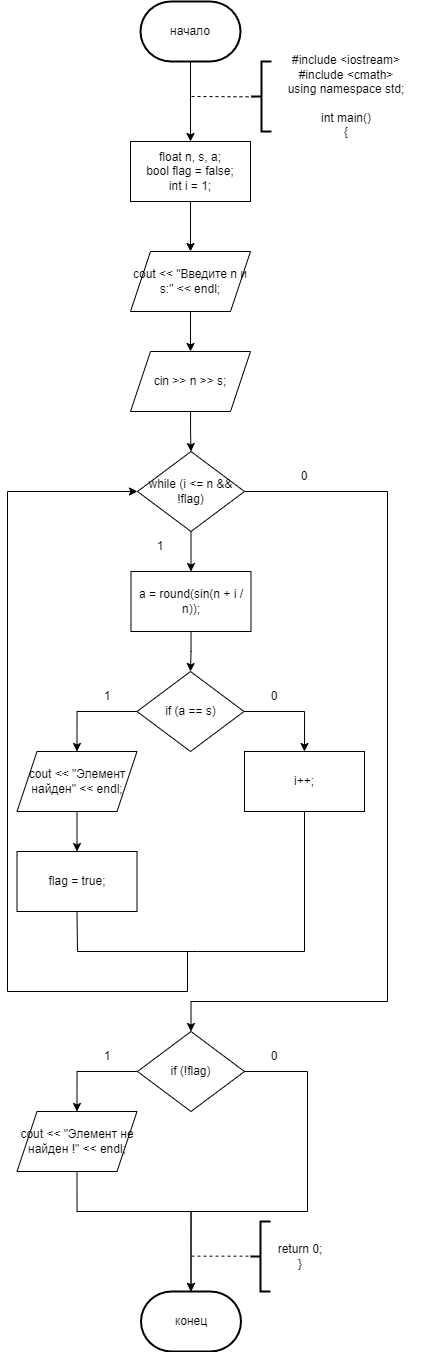 начало
#include <iostream>
#include <cmath>
using namespace std;
int main()
{
float n, s, a;
bool flag = false;
int i = 1;
cout << "Введите n и
s:" << endl;
cin >> n >> s;
while (i <= n &&
!flag)
0
1
a = round(sin(n + i /
n));
if (a == s)
1
0
cout << "Элемент
найден" << endl;
i++;
flag = true;
if (!flag)
1
0
cout << "Элемент не
найден !" << endl;
return 0;
}
конец